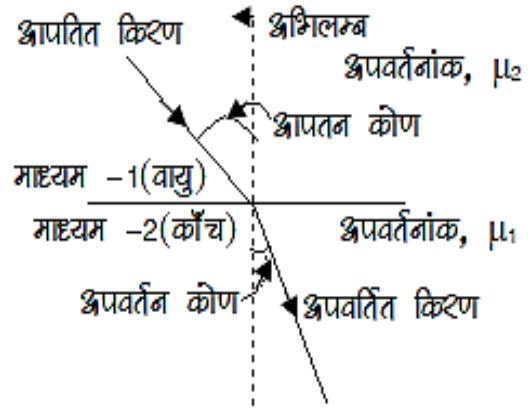 आपतित किरण
अभिलम्ब
अपवर्तनांक, μ2
आपतन कोण
माध्यम -1(वायु)
माध्यम -2(काँच)
अपवर्तनांक, μ1
अपवर्तन कोण
अपवर्तित किरण